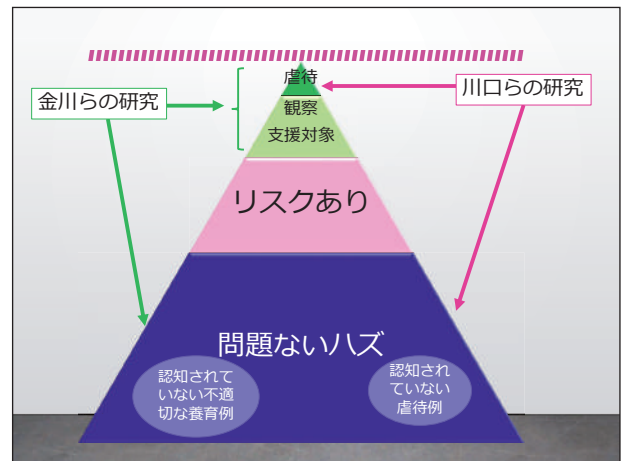 虐待
金川らの研究
川口らの研究
観察
支援対象
リスクあり
問題ないハズ
認知されて
いない不適
切な養育例
認知され
ていない
虐待例